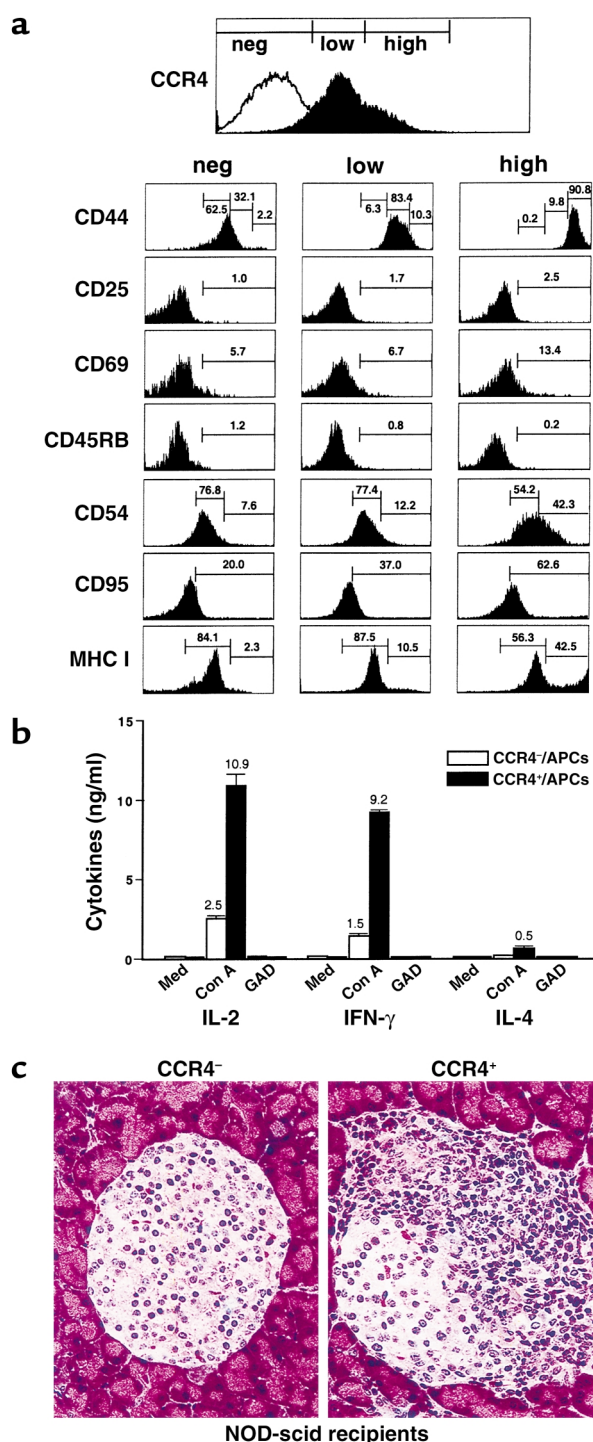 a
neg low high
CCR4
neg low high
CD44
62.5 32.1 2.2
6.3 83.4 10.3
0.2 9.8 90.8
CD25
1.0 1.7 2.5
CD69
5.7 6.7 13.4
CD45RB
1.2 0.8 0.2
CD54
76.8 7.6
77.4 12.2
54.2 42.3
CD95
20.0 37.0 62.6
MHC I
84.1 2.3
87.5 10.5
56.3 42.5
b
Cytokines (ng/ml)
15
10
5
0
CCR4⁻/APCs
CCR4⁺/APCs
2.5 10.9
1.5 9.2
0.5
Med Con A GAD Med Con A GAD Med Con A GAD
IL-2 IFN-γ IL-4
c
CCR4⁻ CCR4⁺
NOD-scid recipients